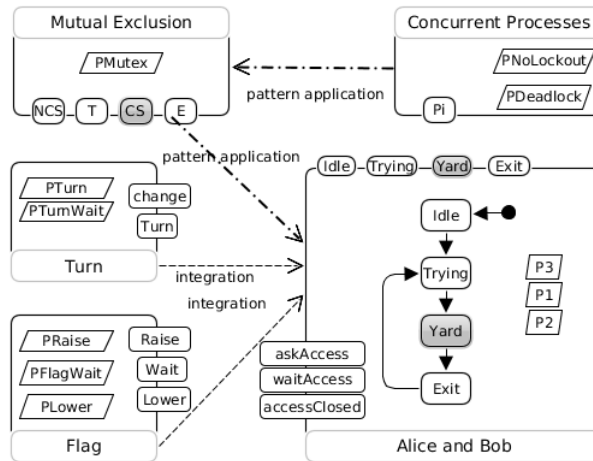 Mutual Exclusion
Concurrent Processes
PMutex
PNoLockout
PDeadlock
pattern application
NCS
T
CS
E
Pi
pattern application
Idle
Trying
Yard
Exit
PTurn
PTurnWait
change
Turn
Turn
integration
integration
Idle
Trying
Yard
Exit
P3
P1
P2
PRaise
PFlagWait
PLower
Raise
Wait
Lower
askAccess
waitAccess
accessClosed
Flag
Alice and Bob